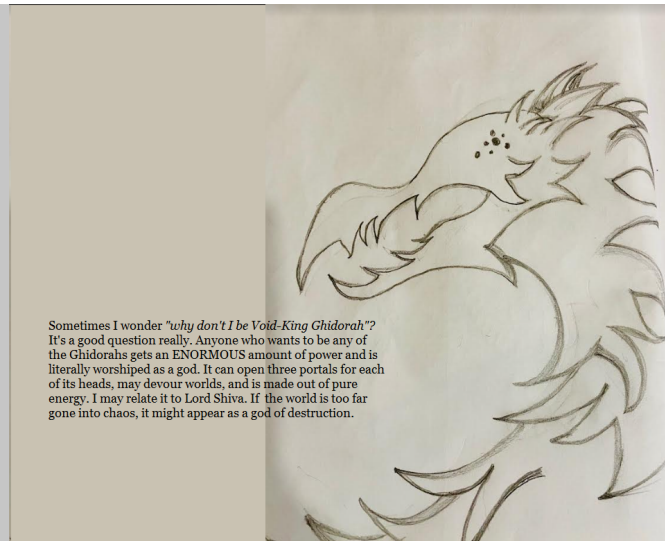 Sometimes I wonder "why don't I be Void-King Ghidorah"?
It's a good question really. Anyone who wants to be any of
the Ghidorahs gets an ENORMOUS amount of power and is
literally worshiped as a god. It can open three portals for each
of its heads, may devour worlds, and is made out of pure
energy. I may relate it to Lord Shiva. If  the world is too far
gone into chaos, it might appear as a god of destruction.